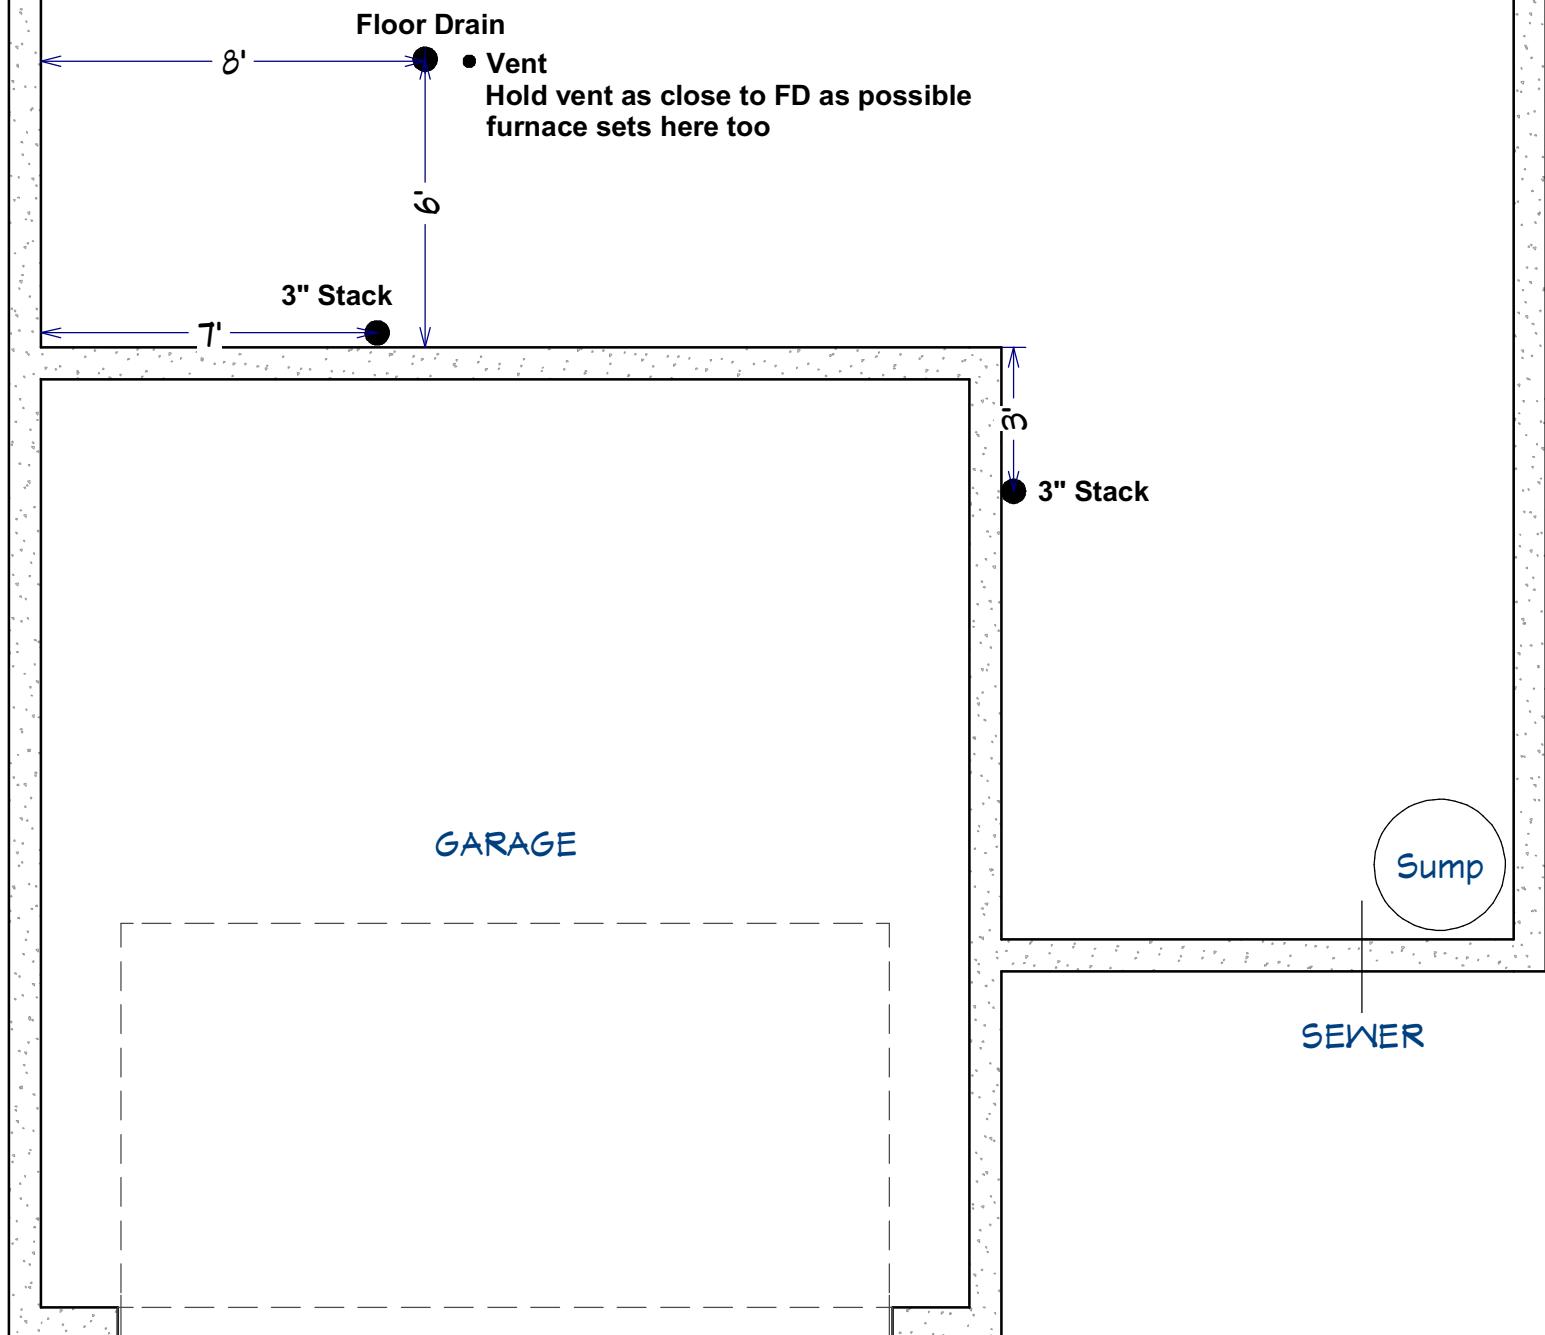 Floor Drain
8'
Vent
Hold vent as close to FD as possible
furnace sets here too
6'
3" Stack
7'
3'
3" Stack
GARAGE
Sump
SEWER